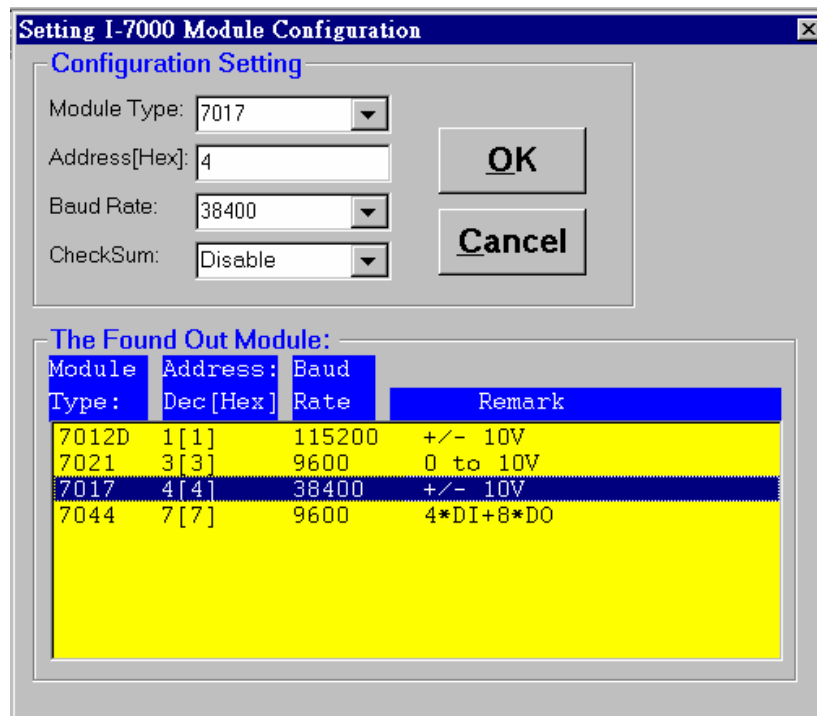 Setting I-7000 Module Configuration
Configuration Setting
Module Type: 7017
Address[Hex]: 4
Baud Rate: 38400
CheckSum: Disable
OK
Cancel
The Found Out Module:
Module Address: Baud
Type: Dec[Hex] Rate Remark
7012D 1[1] 115200 +/- 10V
7021 3[3] 9600 0 to 10V
7017 4[4] 38400 +/- 10V
7044 7[7] 9600 4*DI+8*DO